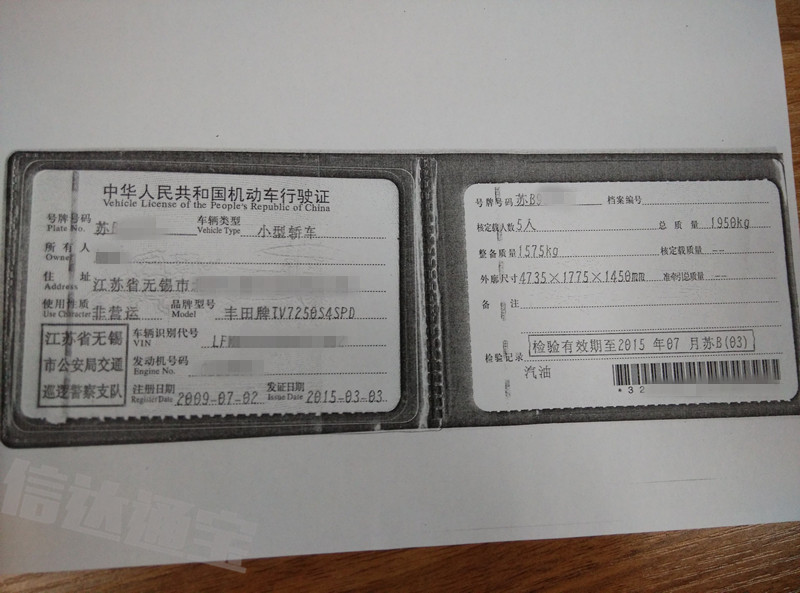 中华人民共和国机动车行驶证
Vehicle License of the People's Republic of China
号牌号码 苏 车辆类型 小型轿车
Plate No. Vehicle Type
所有人
Owner
住址 江苏省无锡市
Address
使用性质 非营运 品牌型号 丰田牌TV7250S4SPD
Use Character Model
江苏省无锡
市公安局交通
巡逻警察支队
车辆识别代号 LF
VIN
发动机号码
Engine No.
注册日期 2009-07-02 发证日期 2015-03-03
Register Date Issue Date
号牌号码 苏B9 档案编号
核定载人数 5人 总质量 1950kg
整备质量 1575kg 核定载质量 --
外廓尺寸 4735×1775×1450mm 准牵引总质量 --
备注
检验有效期至2015年07月苏B(03)
检验记录
汽油
*32
信达通宝